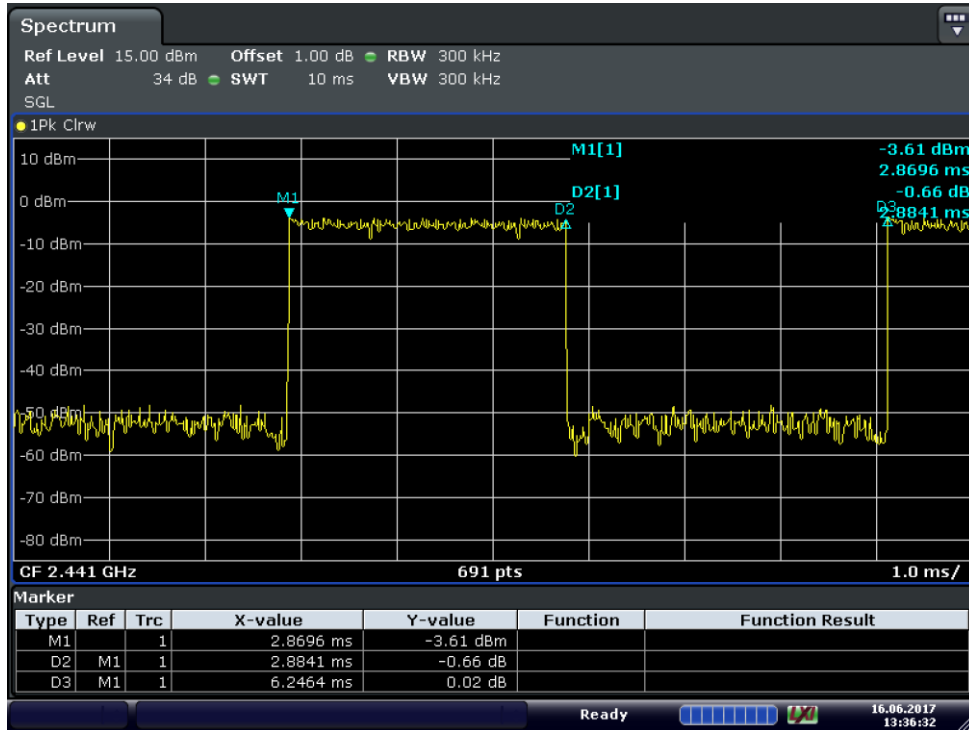 Spectrum
Ref Level 15.00 dBm Offset 1.00 dB RBW 300 kHz
Att 34 dB SWT 10 ms VBW 300 kHz
SGL
1Pk Clrw
M1[1] -3.61 dBm
10 dBm
2.8696 ms
D2[1] -0.66 dB
0 dBm
M1
D2
D3
2.8841 ms
-10 dBm
-20 dBm
-30 dBm
-40 dBm
-50 dBm
-60 dBm
-70 dBm
-80 dBm
CF 2.441 GHz 691 pts 1.0 ms/
Marker
Type Ref Trc X-value Y-value Function Function Result
M1 1 2.8696 ms -3.61 dBm
D2 M1 1 2.8841 ms -0.66 dB
D3 M1 1 6.2464 ms 0.02 dB
Ready LXI 16.06.2017
13:36:32